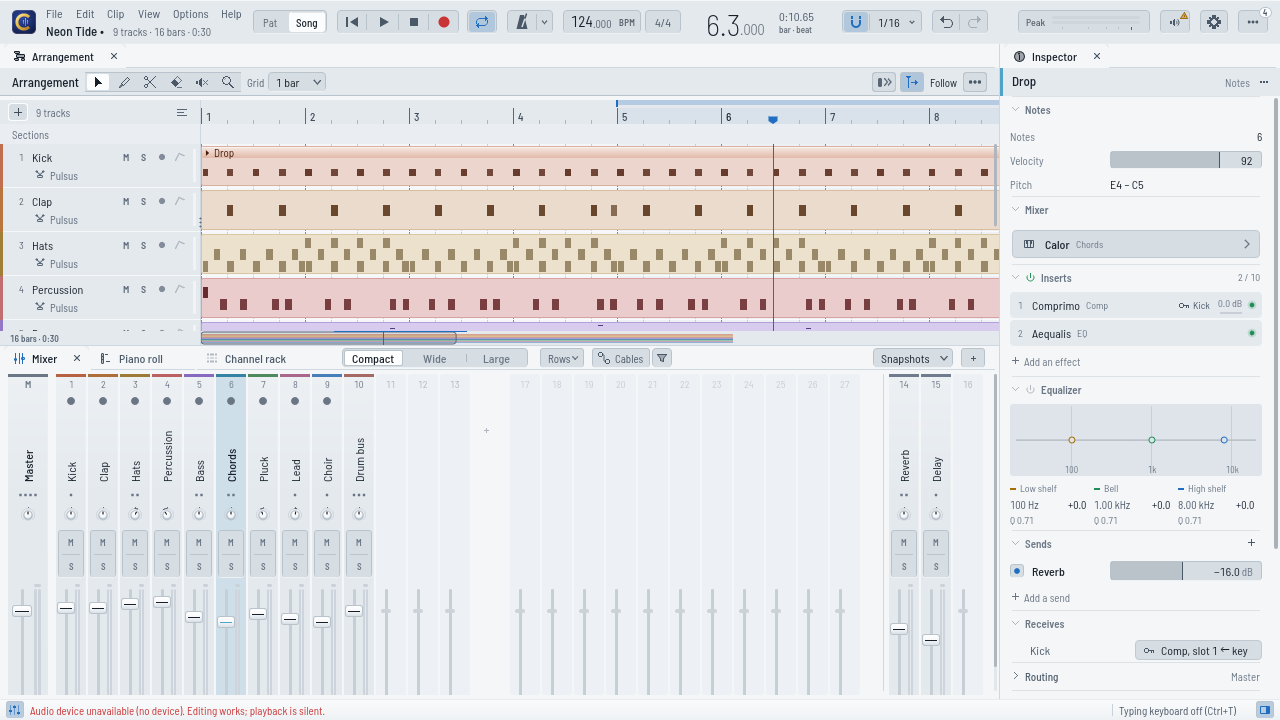 File Edit Clip View Options Help
Neon Tide • 9 tracks · 16 bars · 0:30
Pat Song
124.000 BPM 4/4
6.3.000
0:10.65
bar · beat
1/16
Peak
4
Arrangement
Inspector
Arrangement
Grid 1 bar
Follow
Drop Notes
9 tracks
1 2 3 4 5 6 7 8
Sections
1 Kick M S
Pulsus
Drop
2 Clap M S
Pulsus
3 Hats M S
Pulsus
4 Percussion M S
Pulsus
16 bars · 0:30
Notes
Notes 6
Velocity 92
Pitch E4 – C5
Mixer
Calor Chords
Inserts 2 / 10
1 Comprimo Comp Kick 0.0 dB
2 Aequalis EQ
Add an effect
Equalizer
100 1k 10k
Low shelf Bell High shelf
100 Hz +0.0 1.00 kHz +0.0 8.00 kHz +0.0
Q 0.71 Q 0.71 Q 0.71
Sends
Reverb −16.0 dB
Add a send
Receives
Kick Comp, slot 1 ← key
Routing Master
Mixer Piano roll Channel rack
Compact Wide Large
Rows Cables
Snapshots
M 1 2 3 4 5 6 7 8 9 10 11 12 13 17 18 19 20 21 22 23 24 25 26 27 14 15 16
Master Kick Clap Hats Percussion Bass Chords Pluck Lead Choir Drum bus Reverb Delay
M M M M M M M M M M M M
S S S S S S S S S S S S
Audio device unavailable (no device). Editing works; playback is silent.
Typing keyboard off (Ctrl+T)